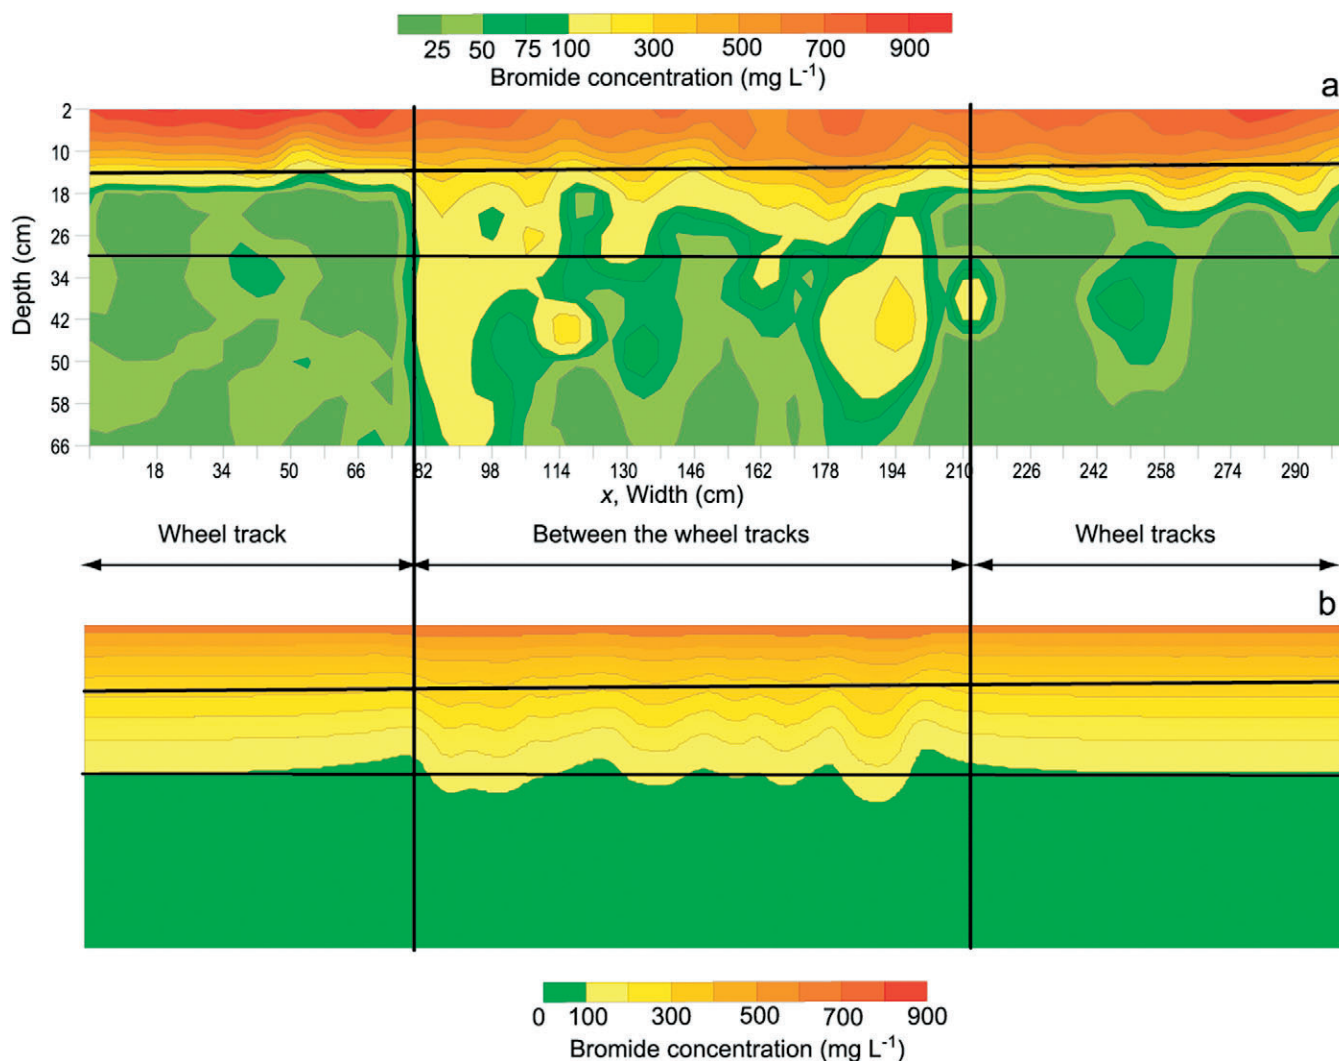 25 50 75 100 300 500 700 900
Bromide concentration (mg L⁻¹)
a
2
10
18
26
34
42
50
58
66
Depth (cm)
18 34 50 66 82 98 114 130 146 162 178 194 210 226 242 258 274 290
x, Width (cm)
Wheel track Between the wheel tracks Wheel tracks
b
0 100 300 500 700 900
Bromide concentration (mg L⁻¹)